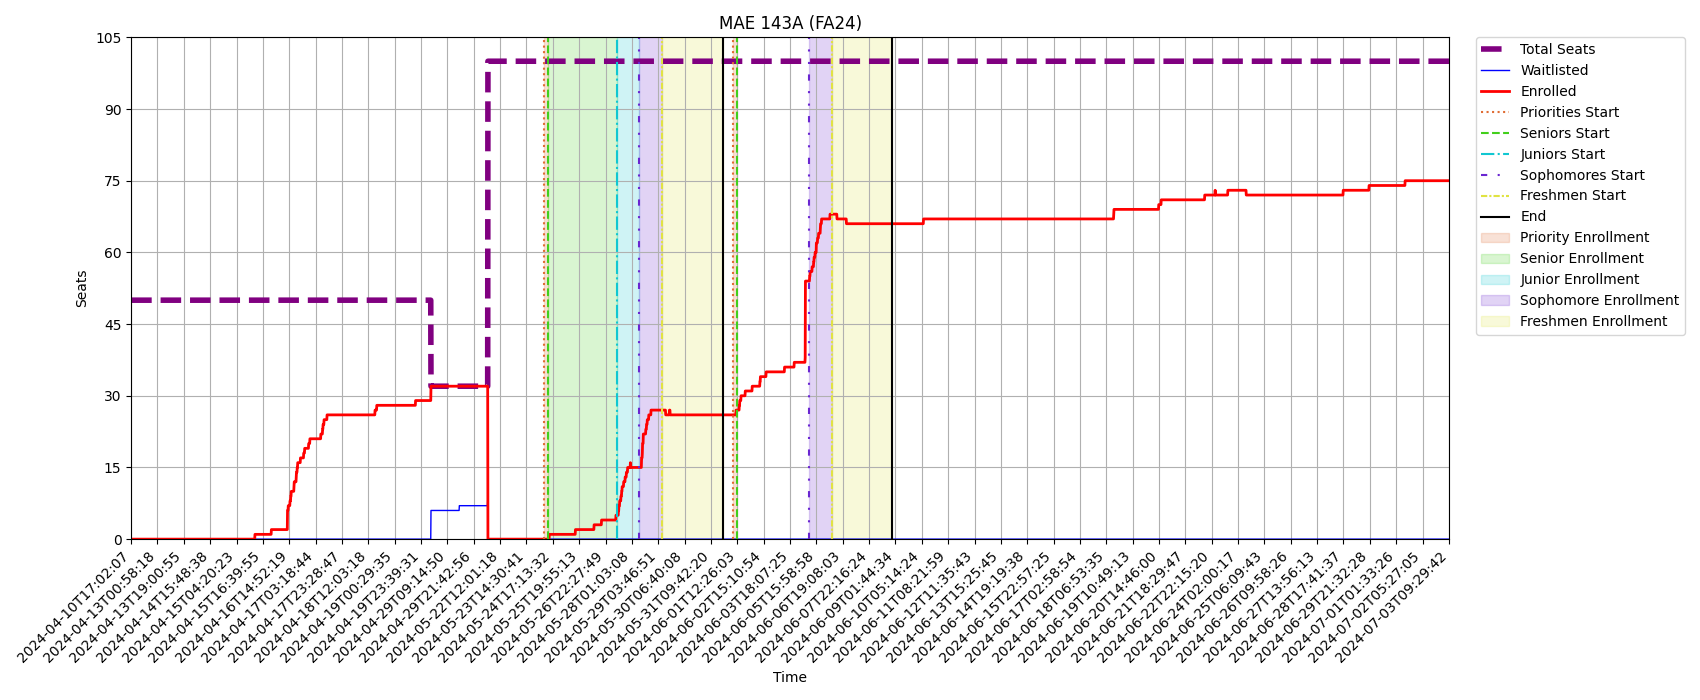 MAE 143A (FA24)
105
90
75
60
45
30
15
0
Seats
2024-04-10T17:02:07
2024-04-13T00:58:18
2024-04-13T19:00:55
2024-04-14T15:48:38
2024-04-15T04:20:23
2024-04-15T16:39:55
2024-04-16T14:52:19
2024-04-17T03:18:44
2024-04-17T23:28:47
2024-04-18T12:03:18
2024-04-19T00:29:35
2024-04-19T23:39:31
2024-04-29T09:14:50
2024-04-29T21:42:56
2024-05-22T12:01:18
2024-05-23T14:30:41
2024-05-24T17:13:32
2024-05-25T19:55:13
2024-05-26T22:27:49
2024-05-28T01:03:08
2024-05-29T03:46:51
2024-05-30T06:40:08
2024-05-31T09:42:20
2024-06-01T12:26:03
2024-06-02T15:10:54
2024-06-03T18:07:25
2024-06-05T15:58:58
2024-06-06T19:08:03
2024-06-07T22:16:24
2024-06-09T01:44:34
2024-06-10T05:14:24
2024-06-11T08:21:59
2024-06-12T11:35:43
2024-06-13T15:25:45
2024-06-14T19:19:38
2024-06-15T22:57:25
2024-06-17T02:58:54
2024-06-18T06:53:35
2024-06-19T10:49:13
2024-06-20T14:46:00
2024-06-21T18:29:47
2024-06-22T22:15:20
2024-06-24T02:00:17
2024-06-25T06:09:43
2024-06-26T09:58:26
2024-06-27T13:56:13
2024-06-28T17:41:37
2024-06-29T21:32:28
2024-07-01T01:33:26
2024-07-02T05:27:05
2024-07-03T09:29:42
Time
Total Seats
Waitlisted
Enrolled
Priorities Start
Seniors Start
Juniors Start
Sophomores Start
Freshmen Start
End
Priority Enrollment
Senior Enrollment
Junior Enrollment
Sophomore Enrollment
Freshmen Enrollment